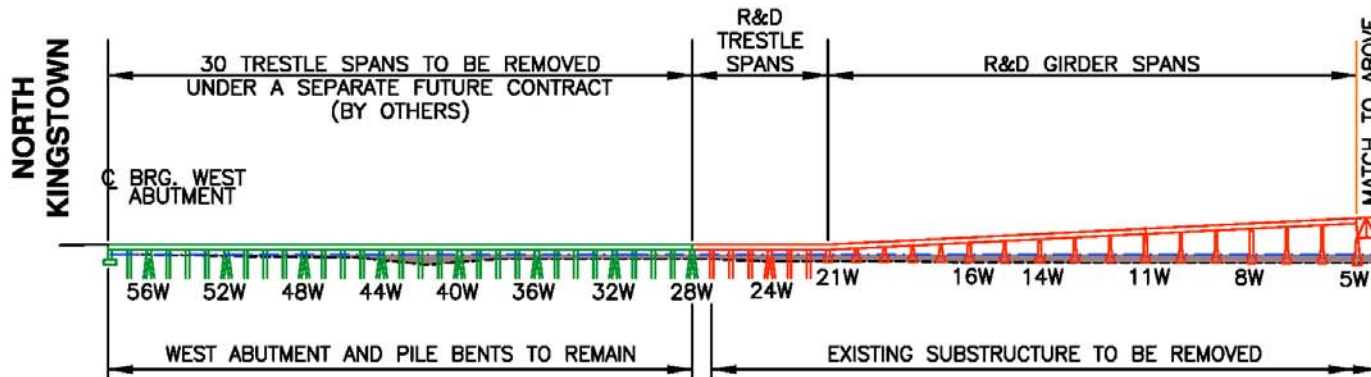 NORTH
KINGSTOWN
30 TRESTLE SPANS TO BE REMOVED
UNDER A SEPARATE FUTURE CONTRACT
(BY OTHERS)
R&D
TRESTLE
SPANS
R&D GIRDER SPANS
MATCH TO ABOVE
℄ BRG. WEST
ABUTMENT
56W 52W 48W 44W 40W 36W 32W 28W 24W 21W 16W 14W 11W 8W 5W
WEST ABUTMENT AND PILE BENTS TO REMAIN
EXISTING SUBSTRUCTURE TO BE REMOVED